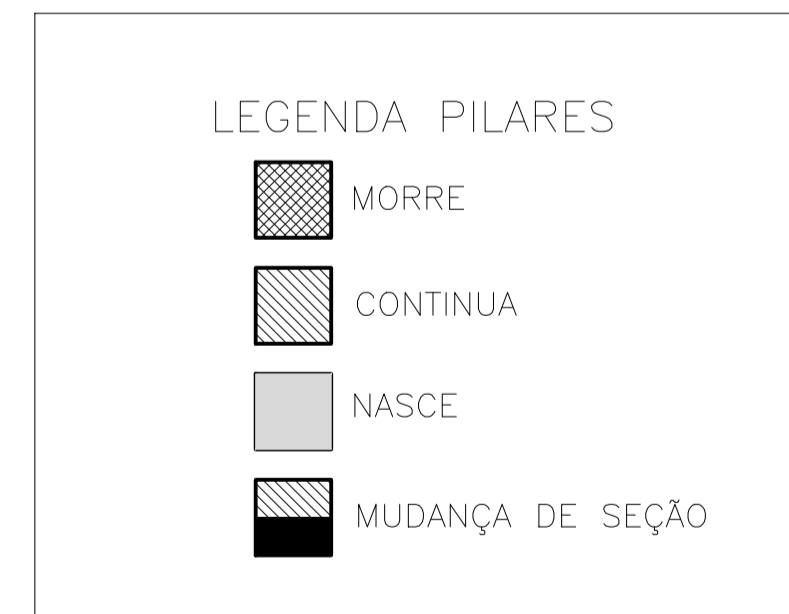 LEGENDA PILARES
MORRE
CONTINUA
NASCE
MUDANÇA DE SEÇÃO